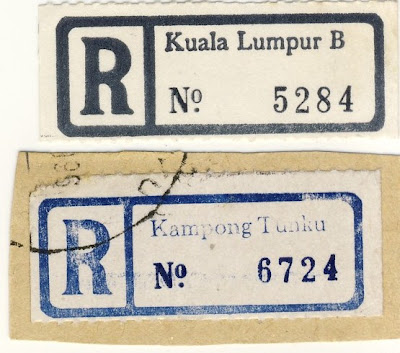 R
Kuala Lumpur B
No 5284
R
Kampong Tunku
No 6724